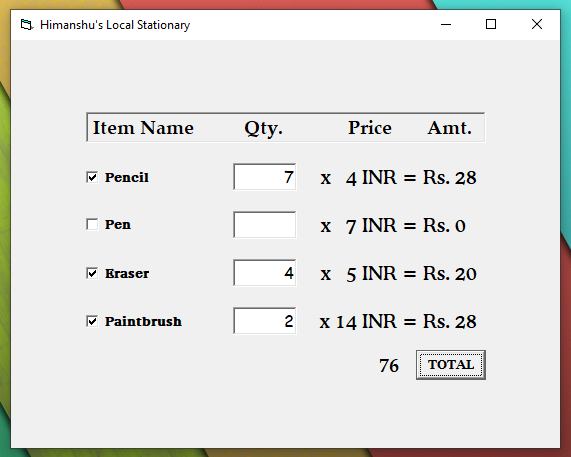 Himanshu's Local Stationary
Item Name Qty. Price Amt.
Pencil 7 x 4 INR = Rs. 28
Pen x 7 INR = Rs. 0
Eraser 4 x 5 INR = Rs. 20
Paintbrush 2 x 14 INR = Rs. 28
76 TOTAL